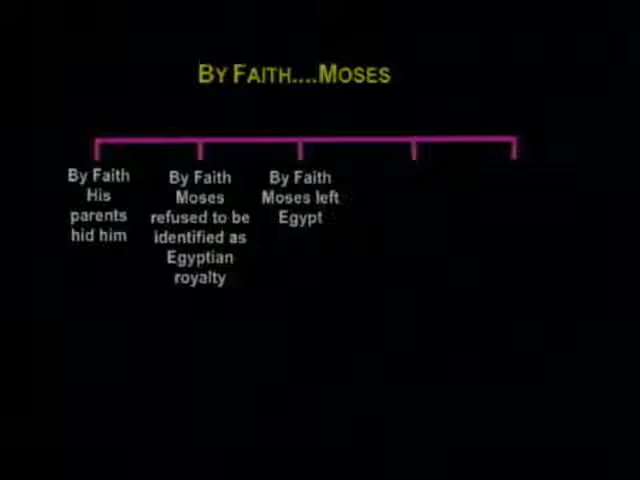 BY FAITH....MOSES
By Faith
His
parents
hid him
By Faith
Moses
refused to be
identified as
Egyptian
royalty
By Faith
Moses left
Egypt